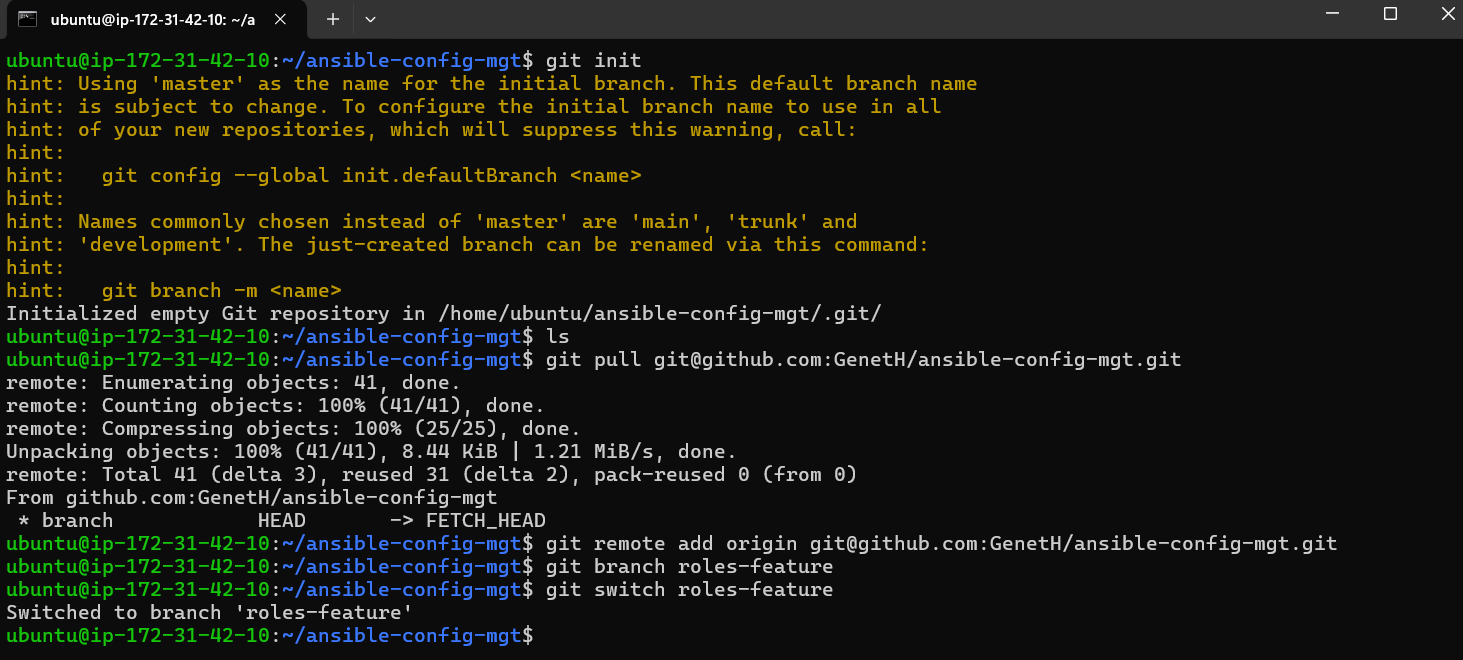 ubuntu@ip-172-31-42-10: ~/a
ubuntu@ip-172-31-42-10:~/ansible-config-mgt$ git init
hint: Using 'master' as the name for the initial branch. This default branch name
hint: is subject to change. To configure the initial branch name to use in all
hint: of your new repositories, which will suppress this warning, call:
hint:
hint:   git config --global init.defaultBranch <name>
hint:
hint: Names commonly chosen instead of 'master' are 'main', 'trunk' and
hint: 'development'. The just-created branch can be renamed via this command:
hint:
hint:   git branch -m <name>
Initialized empty Git repository in /home/ubuntu/ansible-config-mgt/.git/
ubuntu@ip-172-31-42-10:~/ansible-config-mgt$ ls
ubuntu@ip-172-31-42-10:~/ansible-config-mgt$ git pull git@github.com:GenetH/ansible-config-mgt.git
remote: Enumerating objects: 41, done.
remote: Counting objects: 100% (41/41), done.
remote: Compressing objects: 100% (25/25), done.
Unpacking objects: 100% (41/41), 8.44 KiB | 1.21 MiB/s, done.
remote: Total 41 (delta 3), reused 31 (delta 2), pack-reused 0 (from 0)
From github.com:GenetH/ansible-config-mgt
 * branch            HEAD       -> FETCH_HEAD
ubuntu@ip-172-31-42-10:~/ansible-config-mgt$ git remote add origin git@github.com:GenetH/ansible-config-mgt.git
ubuntu@ip-172-31-42-10:~/ansible-config-mgt$ git branch roles-feature
ubuntu@ip-172-31-42-10:~/ansible-config-mgt$ git switch roles-feature
Switched to branch 'roles-feature'
ubuntu@ip-172-31-42-10:~/ansible-config-mgt$